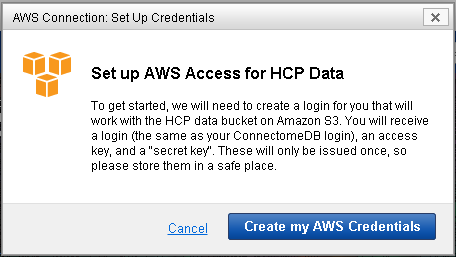 AWS Connection: Set Up Credentials
Set up AWS Access for HCP Data
To get started, we will need to create a login for you that will
work with the HCP data bucket on Amazon S3. You will receive
a login (the same as your ConnectomeDB login), an access
key, and a "secret key". These will only be issued once, so
please store them in a safe place.
Cancel
Create my AWS Credentials